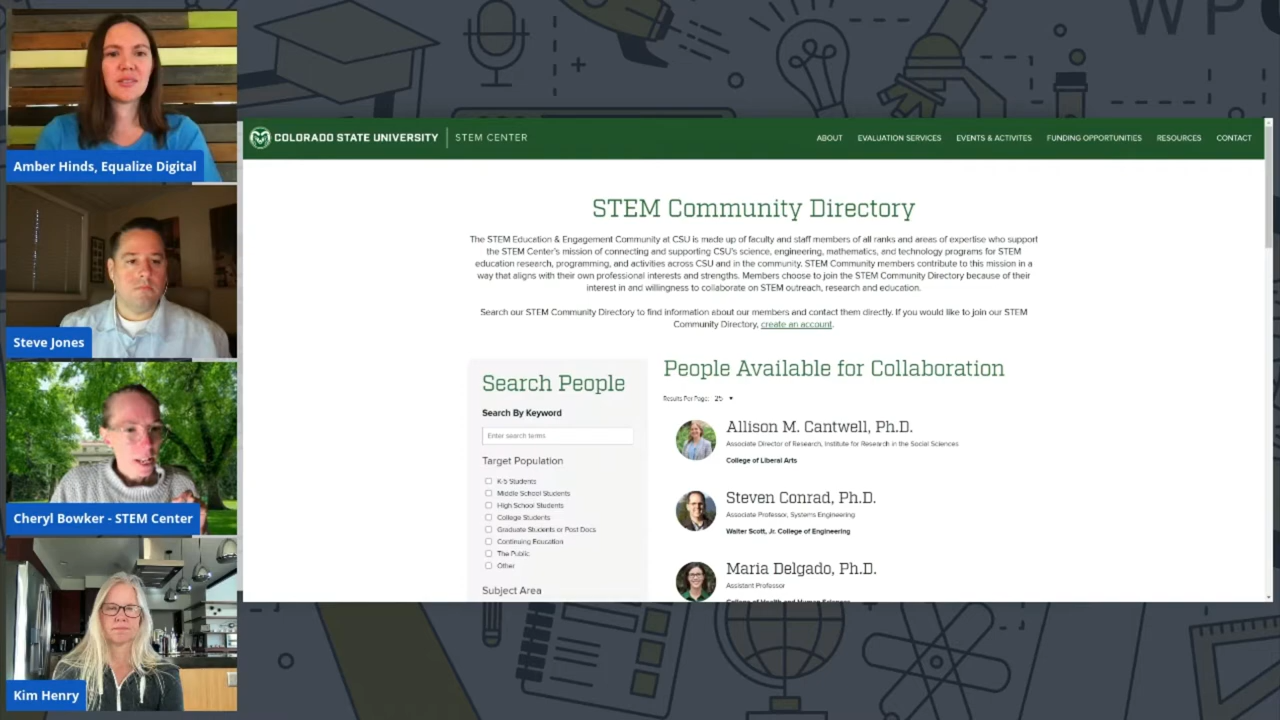 WPC
Amber Hinds, Equalize Digital
Steve Jones
Cheryl Bowker - STEM Center
Kim Henry
COLORADO STATE UNIVERSITY STEM CENTER
ABOUT EVALUATION SERVICES EVENTS & ACTIVITES FUNDING OPPORTUNITIES RESOURCES CONTACT
STEM Community Directory
The STEM Education & Engagement Community at CSU is made up of faculty and staff members of all ranks and areas of expertise who support
the STEM Center's mission of connecting and supporting CSU's science, engineering, mathematics, and technology programs for STEM
education research, programming, and activities across CSU and in the community. STEM Community members contribute to this mission in a
way that aligns with their own professional interests and strengths. Members choose to join the STEM Community Directory because of their
interest in and willingness to collaborate on STEM outreach, research and education.
Search our STEM Community Directory to find information about our members and contact them directly. If you would like to join our STEM
Community Directory, create an account.
Search People
Search By Keyword
Enter search terms
Target Population
K-5 Students
Middle School Students
High School Students
College Students
Graduate Students or Post Docs
Continuing Education
The Public
Other
Subject Area
People Available for Collaboration
Results Per Page: 25
Allison M. Cantwell, Ph.D.
Associate Director of Research, Institute for Research in the Social Sciences
College of Liberal Arts
Steven Conrad, Ph.D.
Associate Professor, Systems Engineering
Walter Scott, Jr. College of Engineering
Maria Delgado, Ph.D.
Assistant Professor
College of Health and Human Sciences